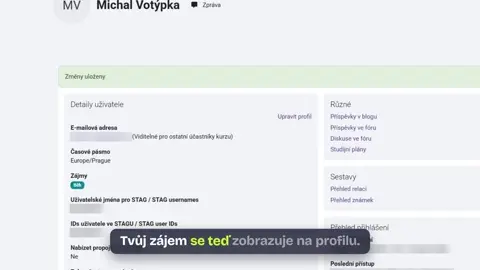 MV
Michal Votýpka
Zpráva
Změny uloženy
Detaily uživatele
Upravit profil
E-mailová adresa
(Viditelné pro ostatní účastníky kurzu)
Časové pásmo
Europe/Prague
Zájmy
Uživatelské jména pro STAG / STAG usernames
IDs uživatele ve STAGU / STAG user IDs
Nabízet propoj
Ne
Různé
Příspěvky v blogu
Příspěvky ve fóru
Diskuse ve fóru
Studijní plány
Sestavy
Přehled relací
Přehled známek
Přehled přihlášení
Poslední přístup
Tvůj zájem se teď zobrazuje na profilu.